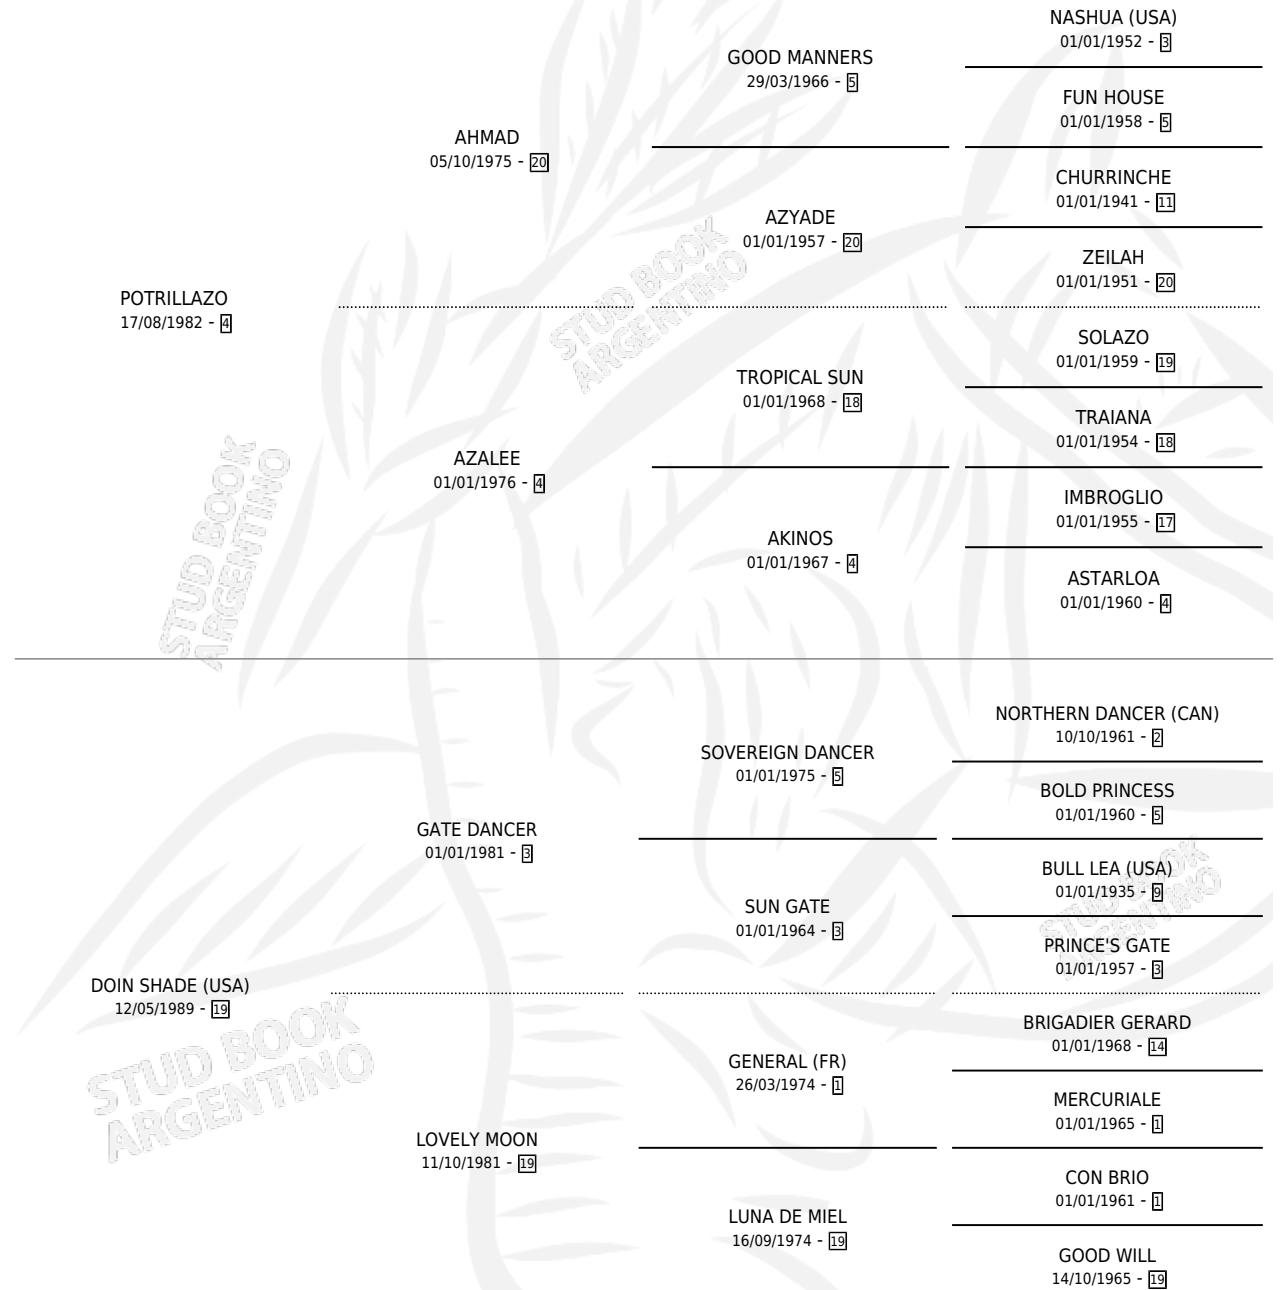 NASHUA (USA)
01/01/1952 - 3
GOOD MANNERS
29/03/1966 - 5
FUN HOUSE
01/01/1958 - 5
AHMAD
05/10/1975 - 20
CHURRINCHE
01/01/1941 - 11
AZYADE
01/01/1957 - 20
ZEILAH
01/01/1951 - 20
POTRILLAZO
17/08/1982 - 4
SOLAZO
01/01/1959 - 19
TROPICAL SUN
01/01/1968 - 18
TRAIANA
01/01/1954 - 18
AZALEE
01/01/1976 - 4
IMBROGLIO
01/01/1955 - 17
AKINOS
01/01/1967 - 4
ASTARLOA
01/01/1960 - 4
STUD BOOK
ARGENTINO
STUD BOOK
ARGENTINO
NORTHERN DANCER (CAN)
10/10/1961 - 2
SOVEREIGN DANCER
01/01/1975 - 5
BOLD PRINCESS
01/01/1960 - 5
GATE DANCER
01/01/1981 - 3
BULL LEA (USA)
01/01/1935 - 9
SUN GATE
01/01/1964 - 3
PRINCE'S GATE
01/01/1957 - 3
STUD BOOK
ARGENTINO
DOIN SHADE (USA)
12/05/1989 - 19
BRIGADIER GERARD
01/01/1968 - 14
GENERAL (FR)
26/03/1974 - 1
MERCURIALE
01/01/1965 - 1
STUD BOOK
ARGENTINO
LOVELY MOON
11/10/1981 - 19
CON BRIO
01/01/1961 - 1
LUNA DE MIEL
16/09/1974 - 19
GOOD WILL
14/10/1965 - 19